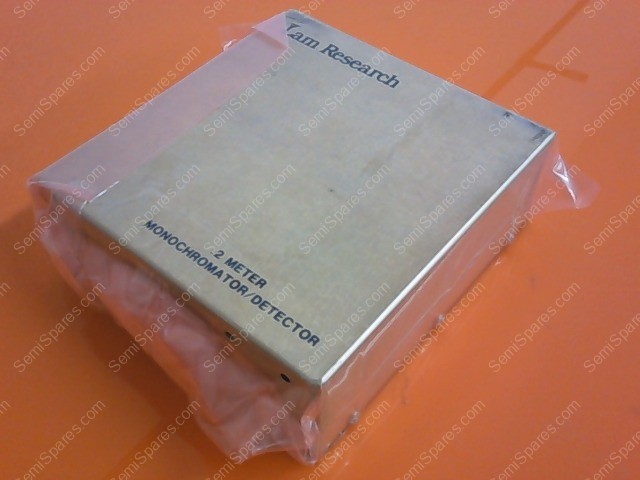 Lam Research
2 METER
MONOCHROMATOR/DETECTOR
SemiSpares.com